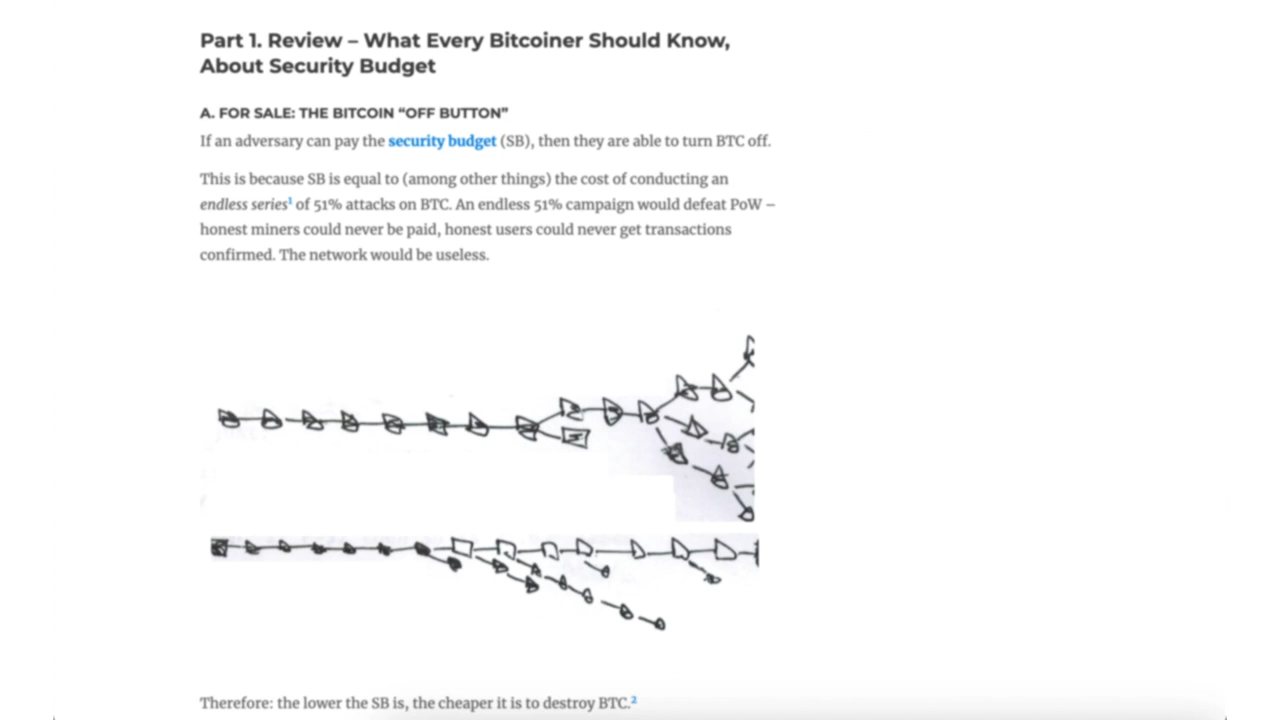 Part 1. Review – What Every Bitcoiner Should Know,
About Security Budget
A. FOR SALE: THE BITCOIN “OFF BUTTON”
If an adversary can pay the security budget (SB), then they are able to turn BTC off.
This is because SB is equal to (among other things) the cost of conducting an
endless series¹ of 51% attacks on BTC. An endless 51% campaign would defeat PoW –
honest miners could never be paid, honest users could never get transactions
confirmed. The network would be useless.
Therefore: the lower the SB is, the cheaper it is to destroy BTC.²